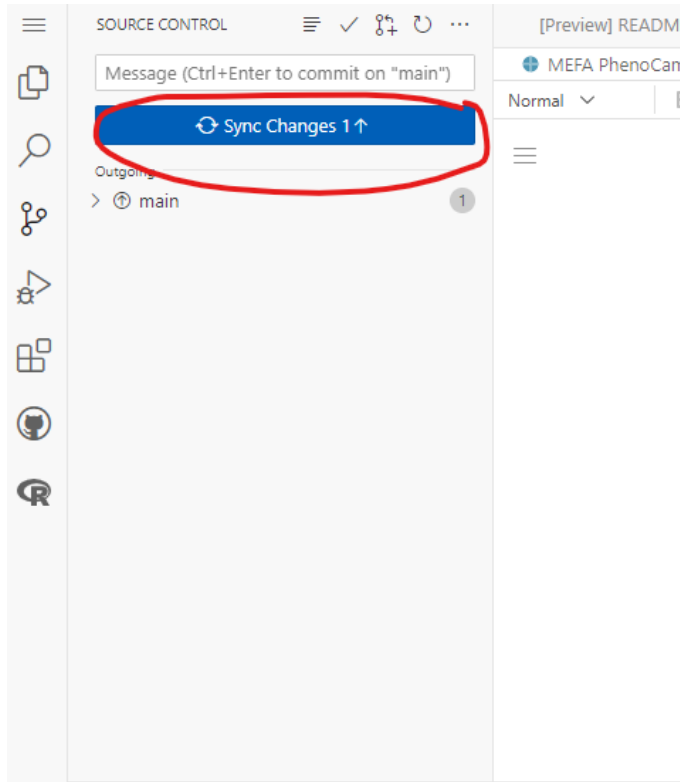 SOURCE CONTROL
[Preview] READM
MEFA PhenoCam
Message (Ctrl+Enter to commit on "main")
Normal
Sync Changes 1↑
Outgoing
main
1